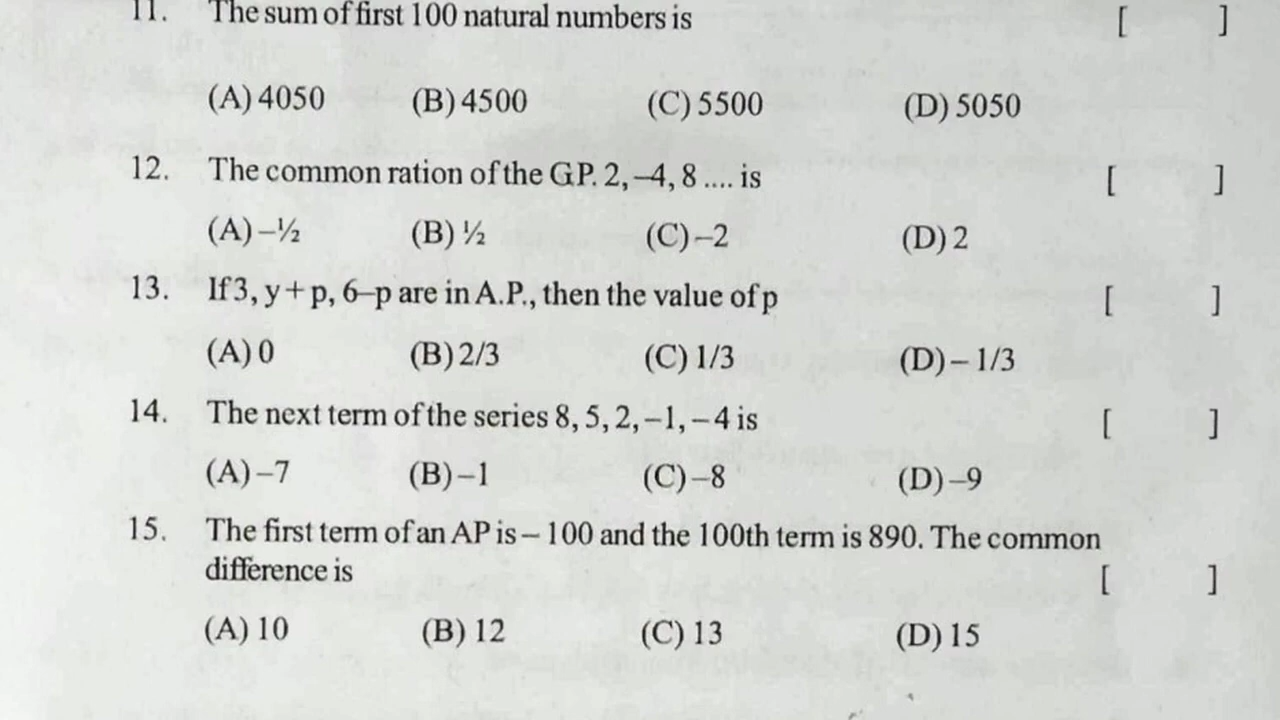 11. The sum of first 100 natural numbers is [ ]
(A) 4050 (B) 4500 (C) 5500 (D) 5050
12. The common ration of the G.P. 2, –4, 8 .... is [ ]
(A) –½ (B) ½ (C) –2 (D) 2
13. If 3, y+p, 6–p are in A.P., then the value of p [ ]
(A) 0 (B) 2/3 (C) 1/3 (D) – 1/3
14. The next term of the series 8, 5, 2, –1, – 4 is [ ]
(A) –7 (B) –1 (C) –8 (D) –9
15. The first term of an AP is – 100 and the 100th term is 890. The common
difference is [ ]
(A) 10 (B) 12 (C) 13 (D) 15